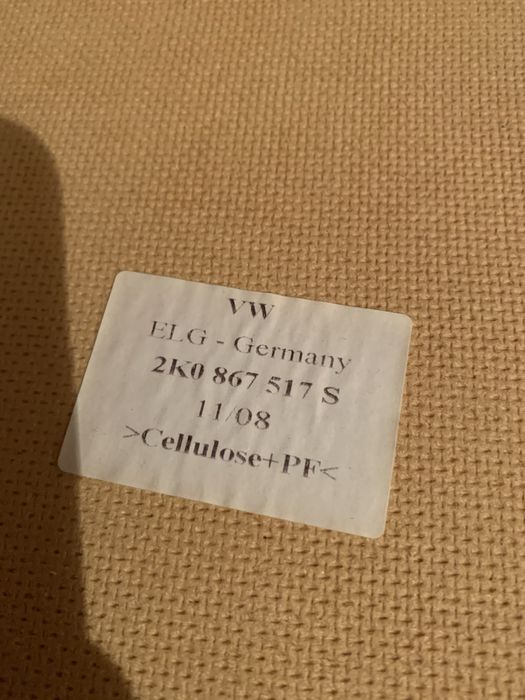 VW
ELG - Germany
2K0 867 517 S
11/08
>Cellulose+PF<